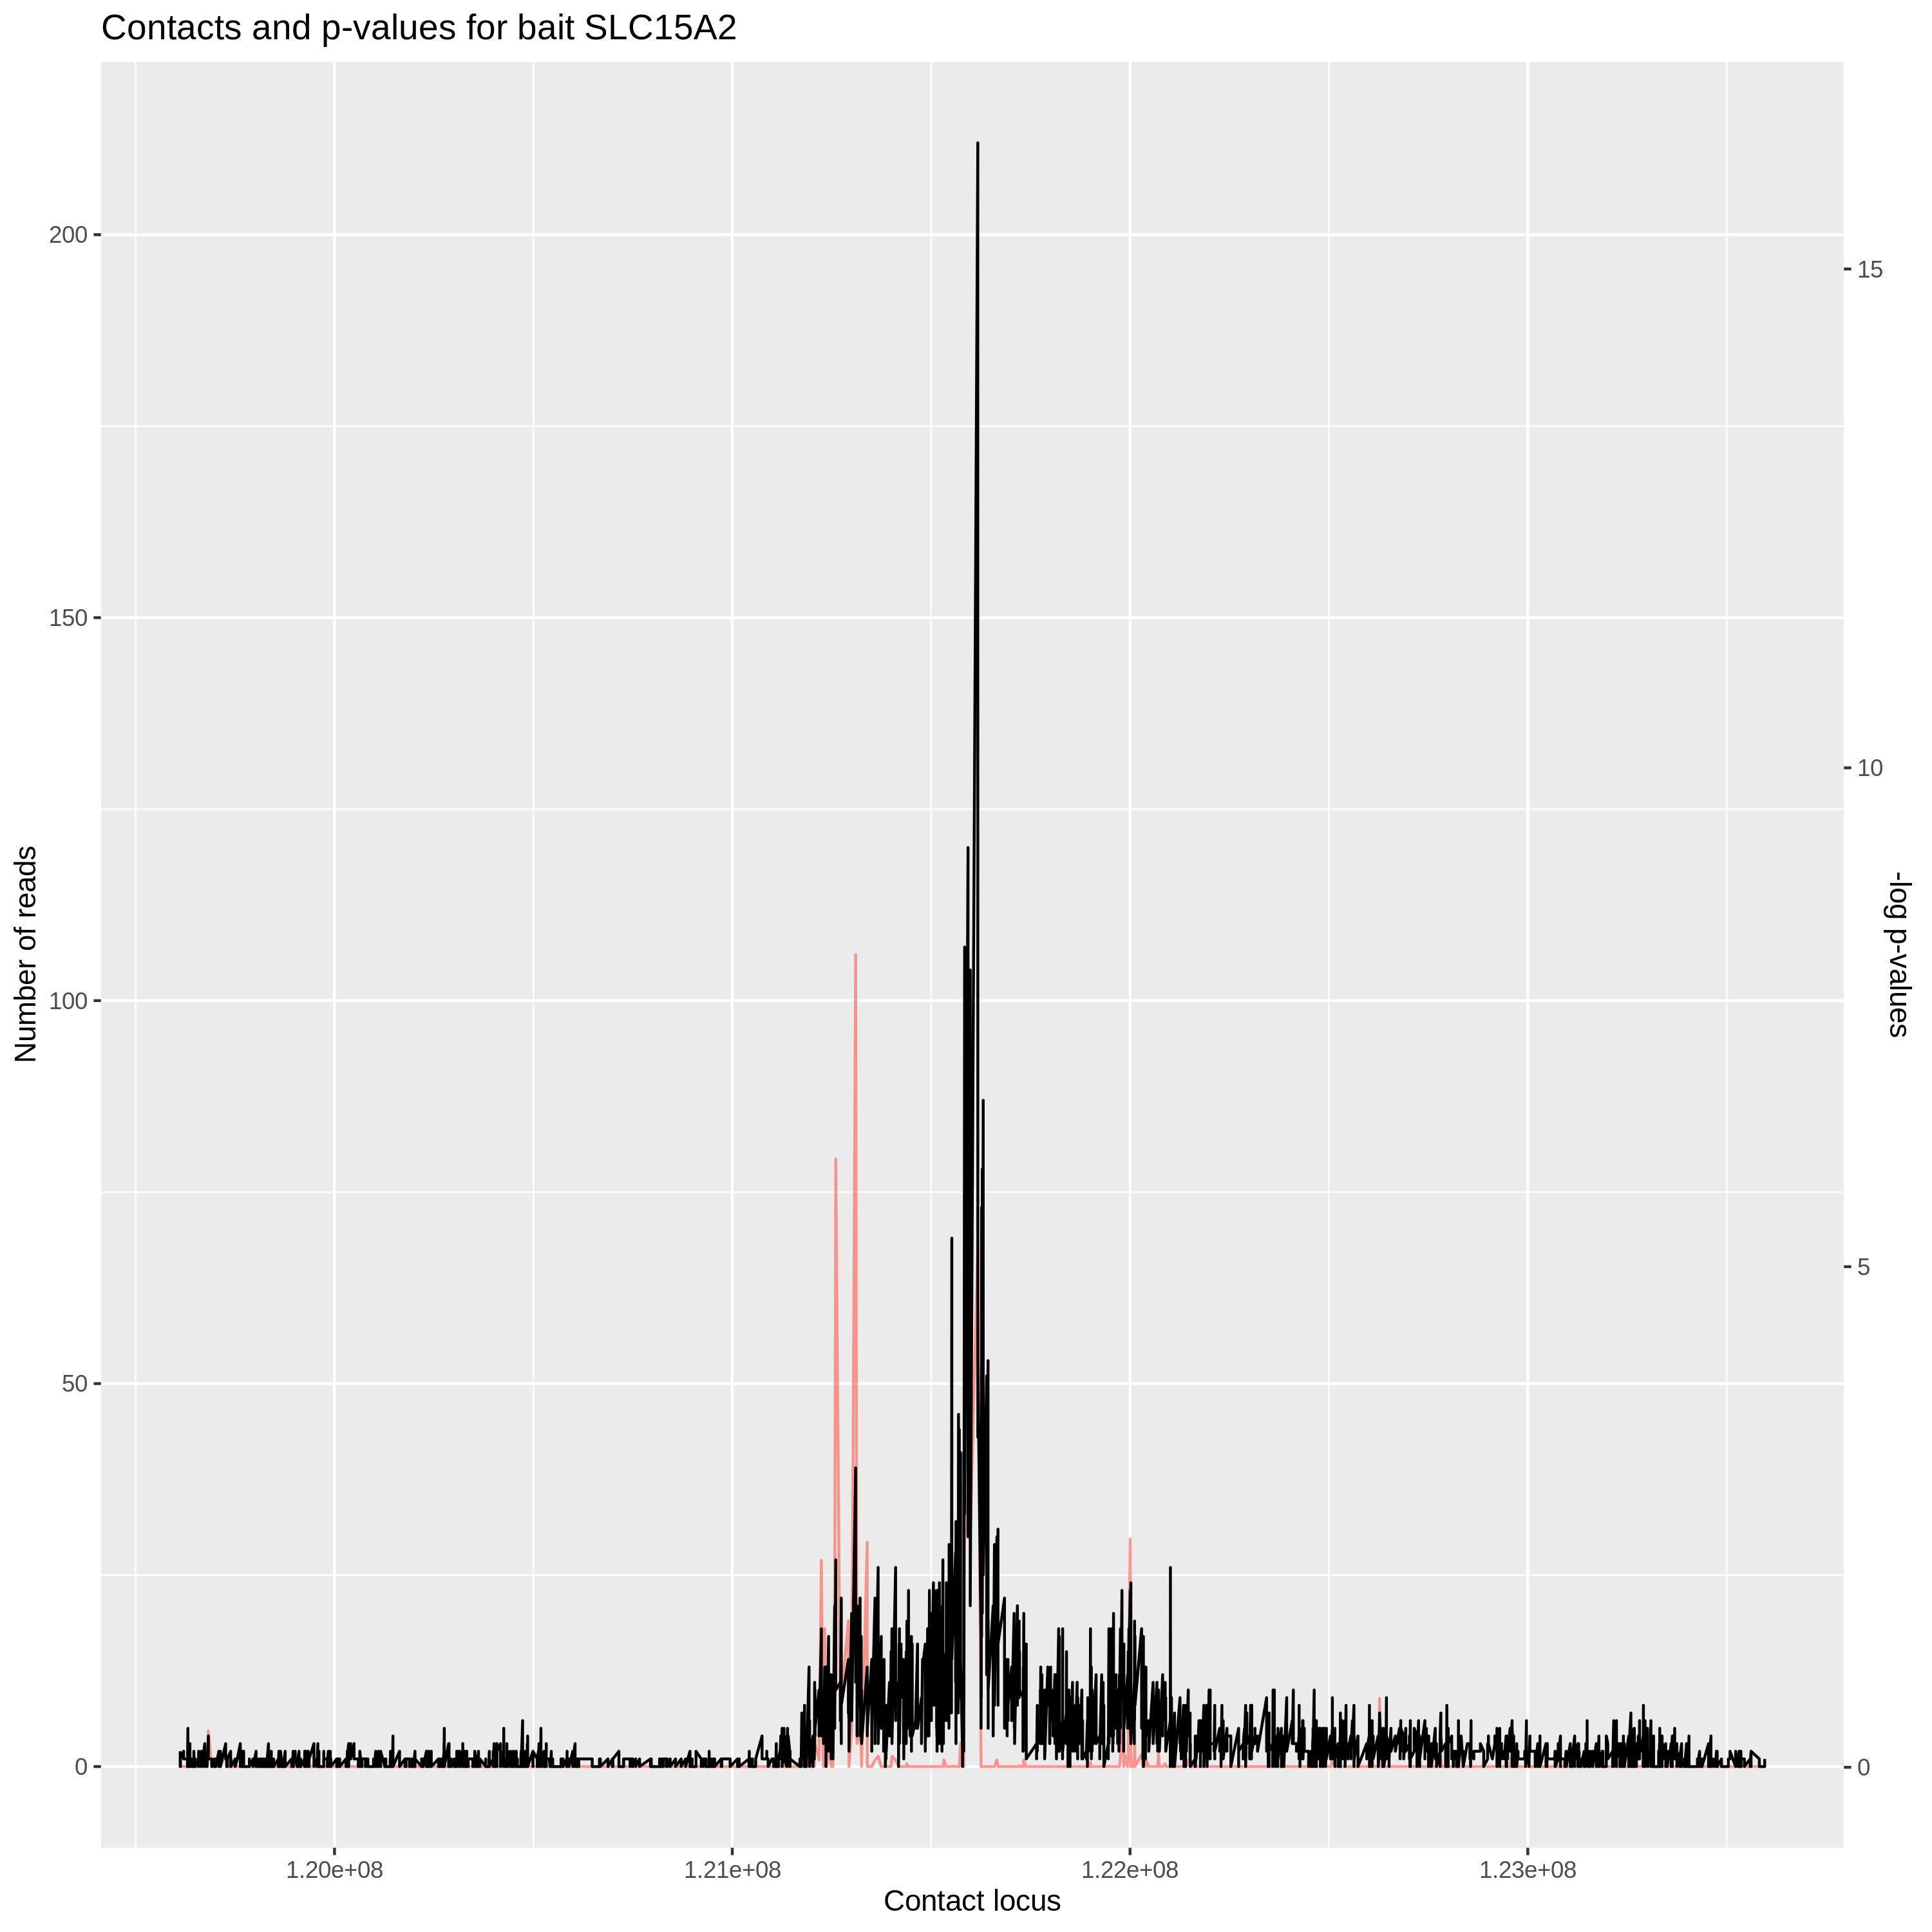 Contacts and p-values for bait SLC15A2
Number of reads
200
150
100
50
0
15
10
5
0
-log p-values
1.20e+08 1.21e+08 1.22e+08 1.23e+08
Contact locus